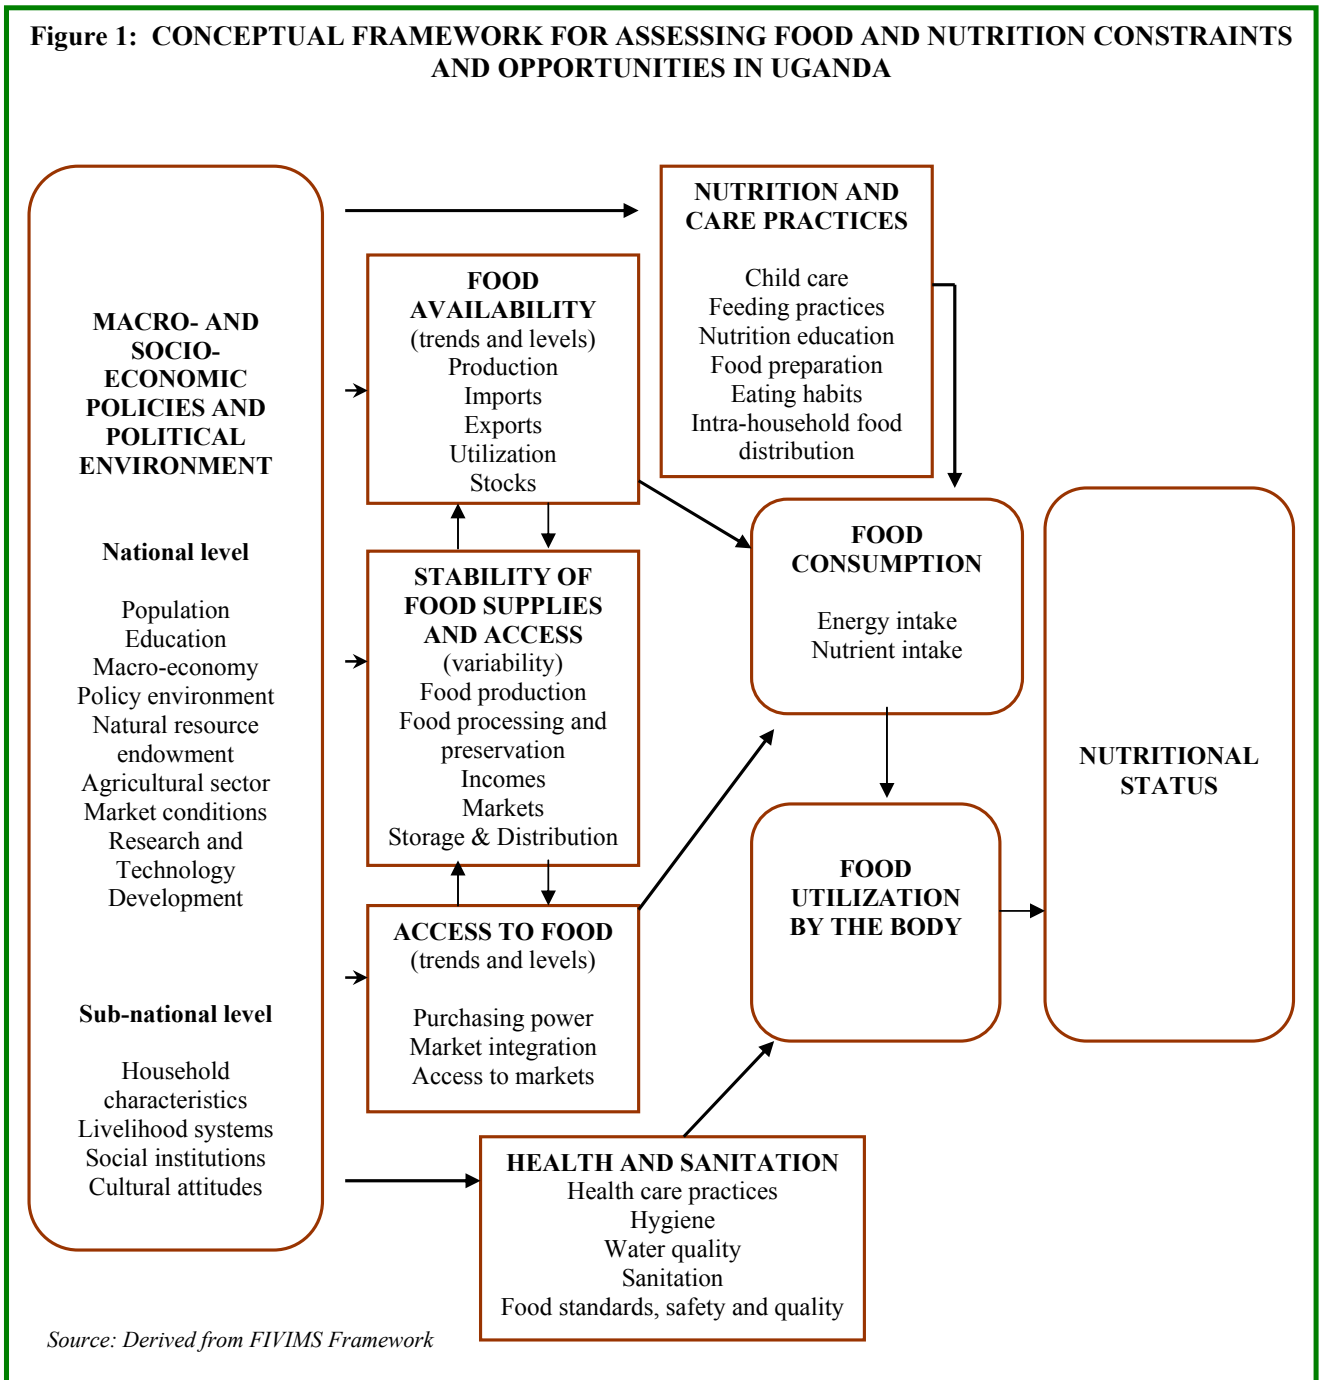 Figure 1: CONCEPTUAL FRAMEWORK FOR ASSESSING FOOD AND NUTRITION CONSTRAINTS
AND OPPORTUNITIES IN UGANDA
MACRO- AND
SOCIO-
ECONOMIC
POLICIES AND
POLITICAL
ENVIRONMENT
National level
Population
Education
Macro-economy
Policy environment
Natural resource
endowment
Agricultural sector
Market conditions
Research and
Technology
Development
Sub-national level
Household
characteristics
Livelihood systems
Social institutions
Cultural attitudes
FOOD
AVAILABILITY
(trends and levels)
Production
Imports
Exports
Utilization
Stocks
STABILITY OF
FOOD SUPPLIES
AND ACCESS
(variability)
Food production
Food processing and
preservation
Incomes
Markets
Storage & Distribution
ACCESS TO FOOD
(trends and levels)
Purchasing power
Market integration
Access to markets
NUTRITION AND
CARE PRACTICES
Child care
Feeding practices
Nutrition education
Food preparation
Eating habits
Intra-household food
distribution
HEALTH AND SANITATION
Health care practices
Hygiene
Water quality
Sanitation
Food standards, safety and quality
FOOD
CONSUMPTION
Energy intake
Nutrient intake
FOOD
UTILIZATION
BY THE BODY
NUTRITIONAL
STATUS
Source: Derived from FIVIMS Framework